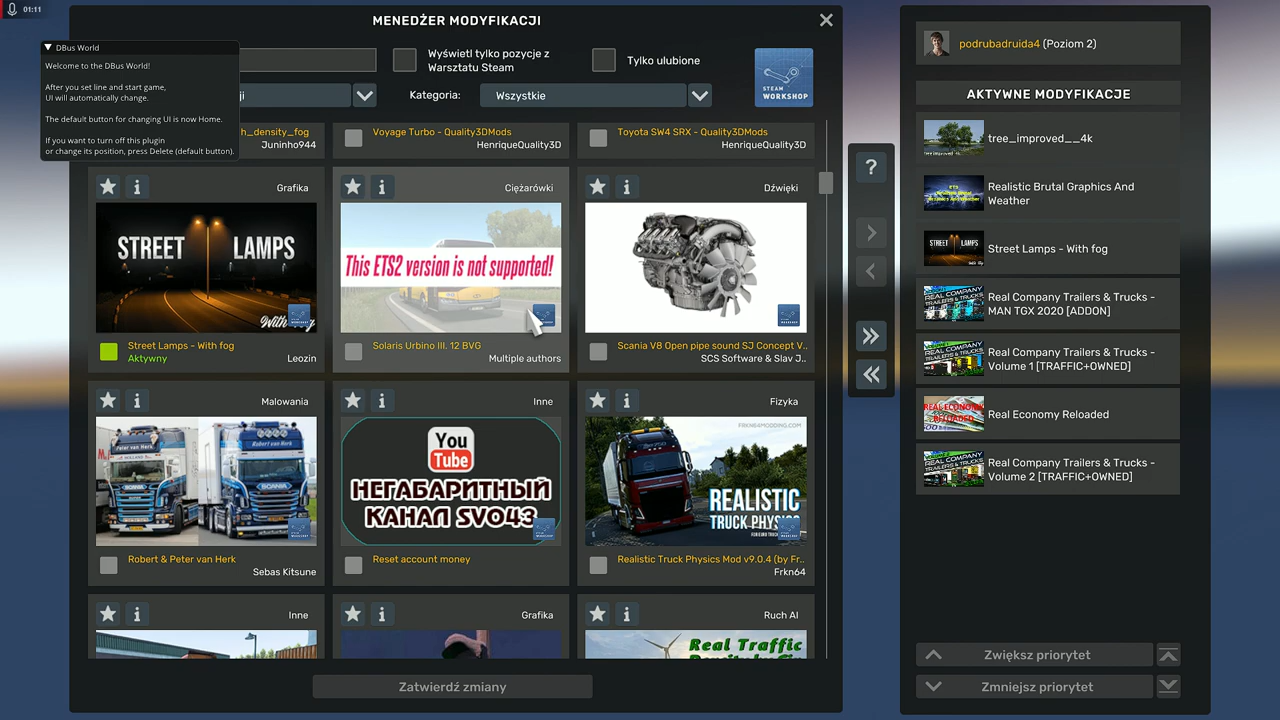 01:11
MENEDŻER MODYFIKACJI
DBus World
Welcome to the DBus World!
After you set line and start game,
UI will automatically change.
The default button for changing UI is now Home.
If you want to turn off this plugin
or change its position, press Delete (default button).
Wyświetl tylko pozycje z
Warsztatu Steam
Tylko ulubione
STEAM
WORKSHOP
Kategoria:
Wszystkie
h_density_fog
Juninho944
Voyage Turbo - Quality3DMods
HenriqueQuality3D
Toyota SW4 SRX - Quality3DMods
HenriqueQuality3D
Grafika
STREET LAMPS
With fog
Street Lamps - With fog
Aktywny
Leozin
Ciężarówki
This ETS2 version is not supported!
Solaris Urbino III. 12 BVG
Multiple authors
Dźwięki
Scania V8 Open pipe sound SJ Concept V..
SCS Software & Slav J..
Malowania
Robert & Peter van Herk
Sebas Kitsune
Inne
You
Tube
НЕГАБАРИТНЫЙ
КАНАЛ SVO43
Reset account money
Fizyka
FRKN64MODDING.COM
REALISTIC
TRUCK PHYSICS
Realistic Truck Physics Mod v9.0.4 (by Fr..
Frkn64
Inne
Grafika
Ruch AI
Real Traffic
Zatwierdź zmiany
?
podrubadruida4 (Poziom 2)
AKTYWNE MODYFIKACJE
tree_improved__4k
Realistic Brutal Graphics And
Weather
Street Lamps - With fog
Real Company Trailers & Trucks -
MAN TGX 2020 [ADDON]
Real Company Trailers & Trucks -
Volume 1 [TRAFFIC+OWNED]
Real Economy Reloaded
Real Company Trailers & Trucks -
Volume 2 [TRAFFIC+OWNED]
Zwiększ priorytet
Zmniejsz priorytet